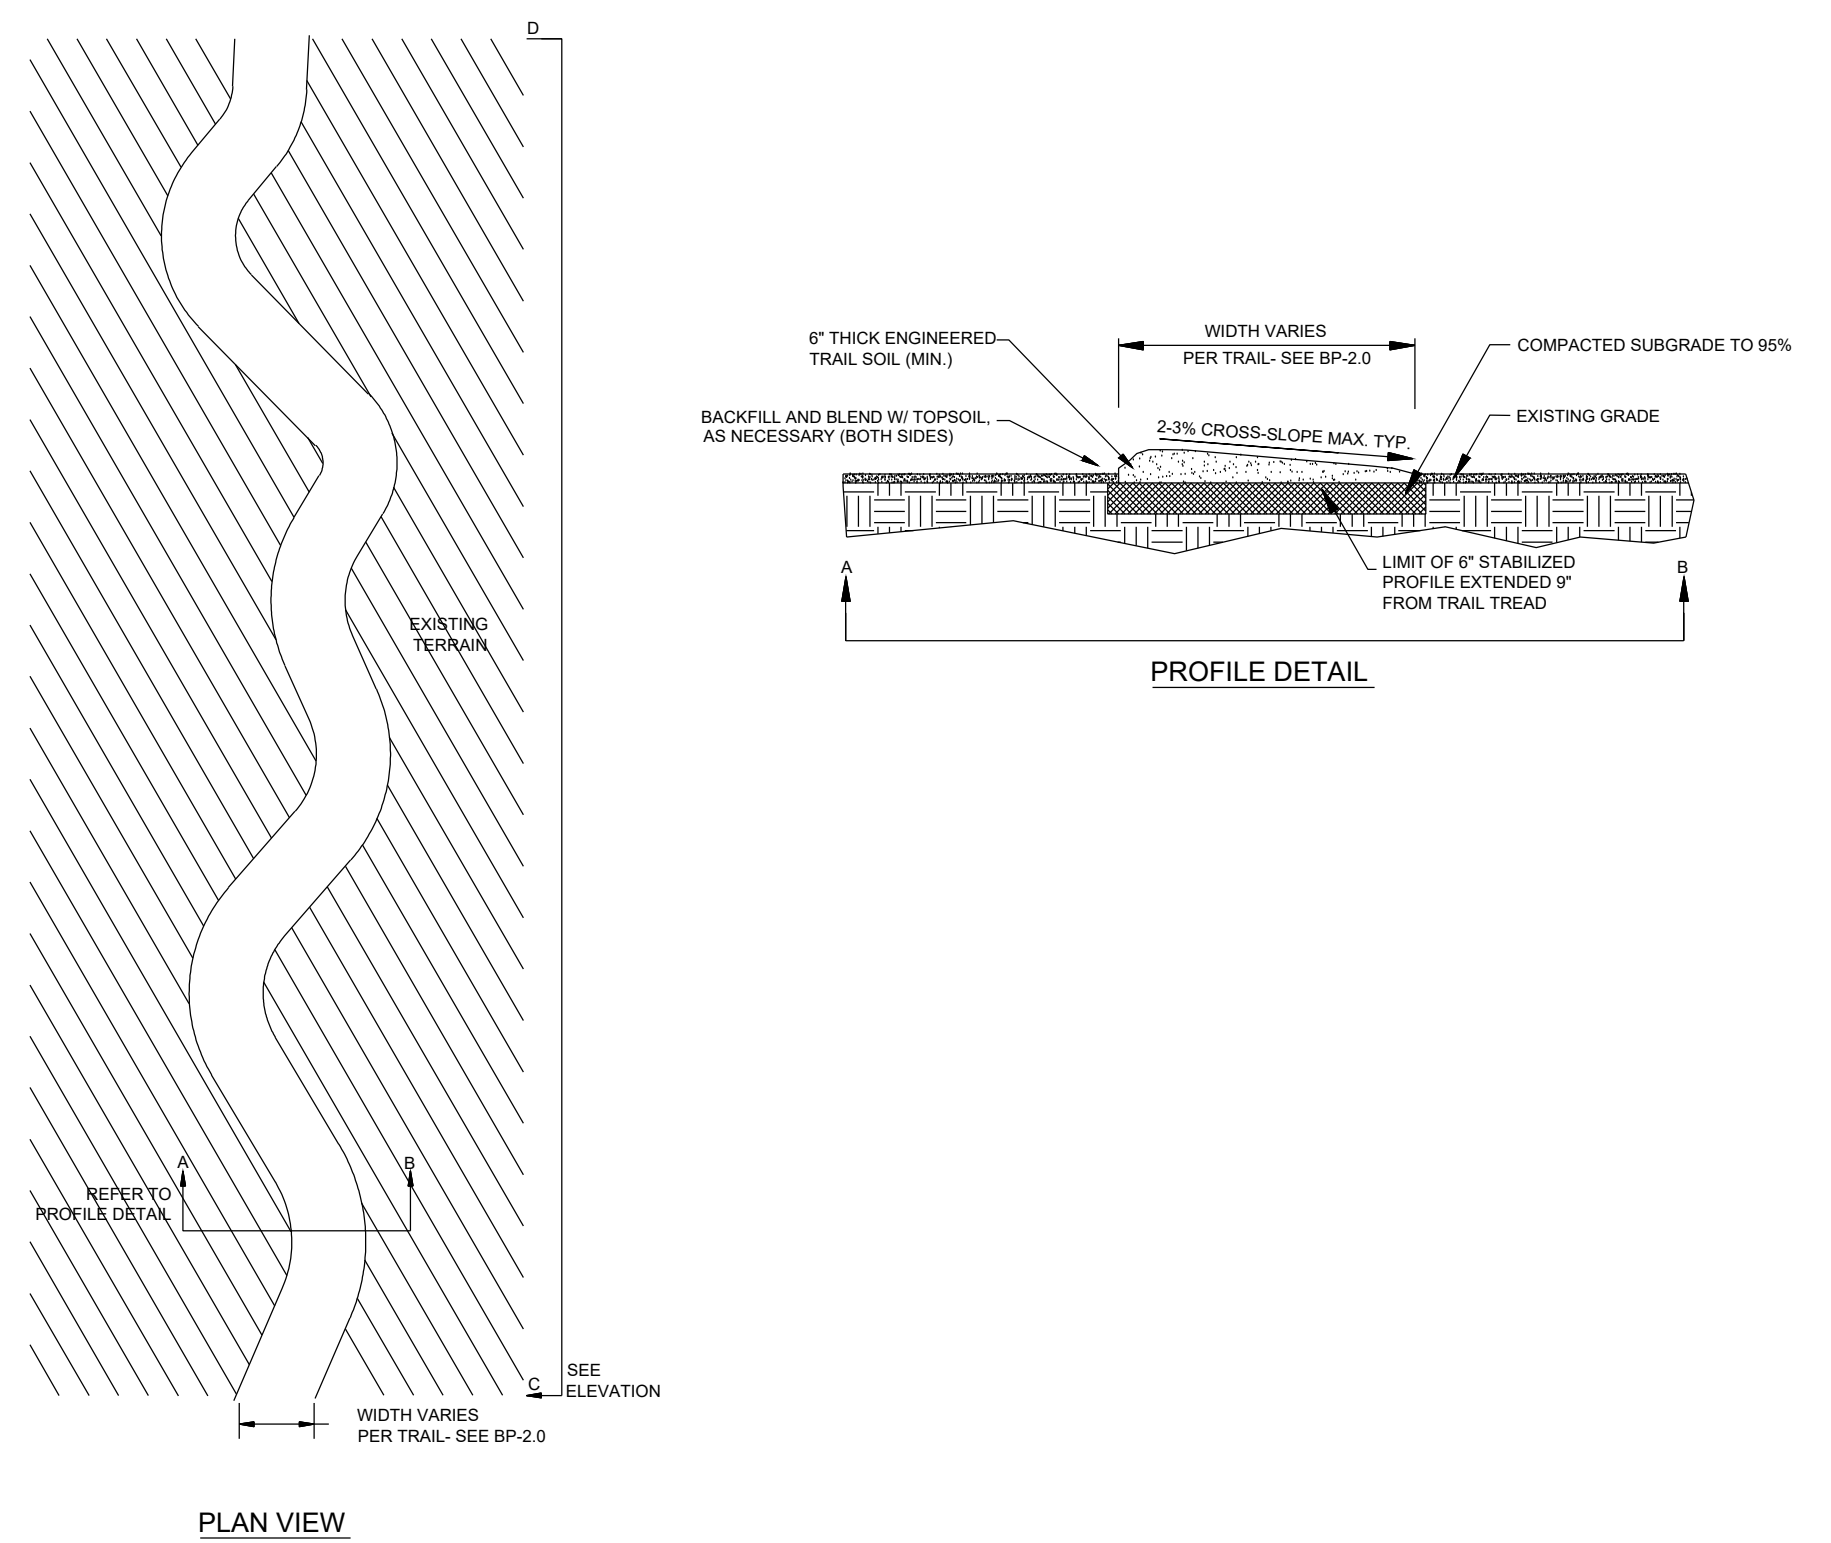 D
EXISTING
TERRAIN
A
B
REFER TO
PROFILE DETAIL
C
SEE
ELEVATION
WIDTH VARIES
PER TRAIL- SEE BP-2.0
PLAN VIEW
6" THICK ENGINEERED
TRAIL SOIL (MIN.)
BACKFILL AND BLEND W/ TOPSOIL,
AS NECESSARY (BOTH SIDES)
WIDTH VARIES
PER TRAIL- SEE BP-2.0
2-3% CROSS-SLOPE MAX. TYP.
COMPACTED SUBGRADE TO 95%
EXISTING GRADE
LIMIT OF 6" STABILIZED
PROFILE EXTENDED 9"
FROM TRAIL TREAD
A
B
PROFILE DETAIL